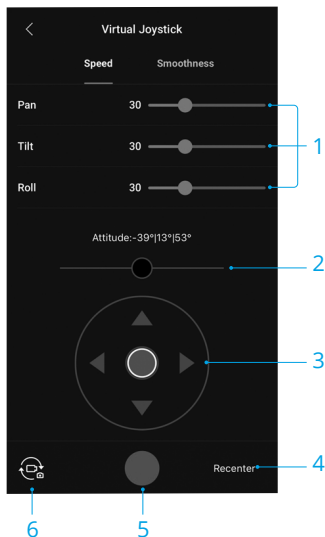 Virtual Joystick
Speed Smoothness
Pan 30
1
Tilt 30
Roll 30
Attitude:-39°|13°|53°
2
3
Recenter
4
6 5